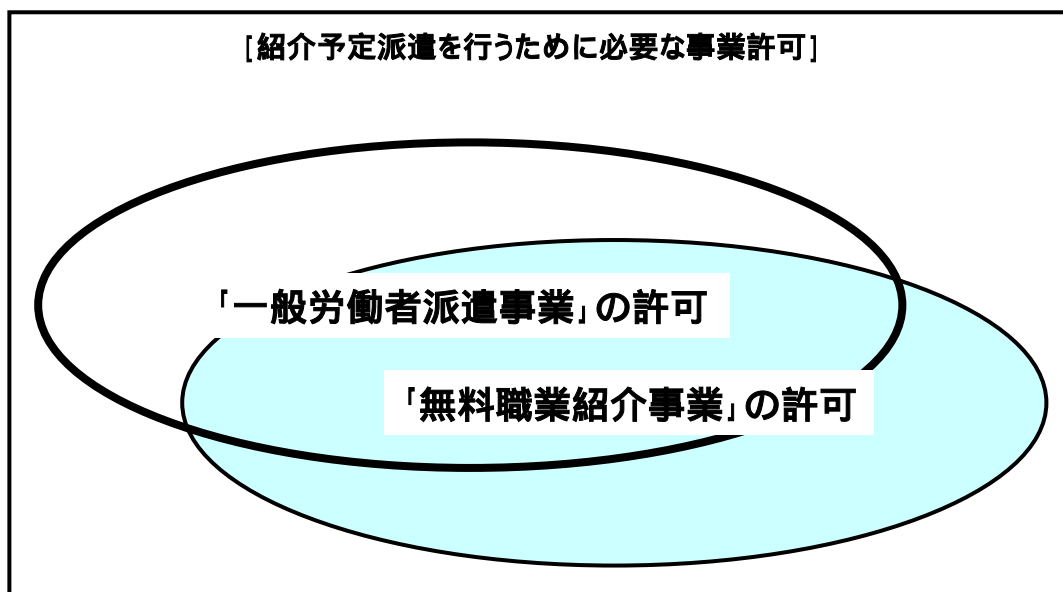 [紹介予定派遣を行うために必要な事業許可]
「一般労働者派遣事業」の許可
「無料職業紹介事業」の許可